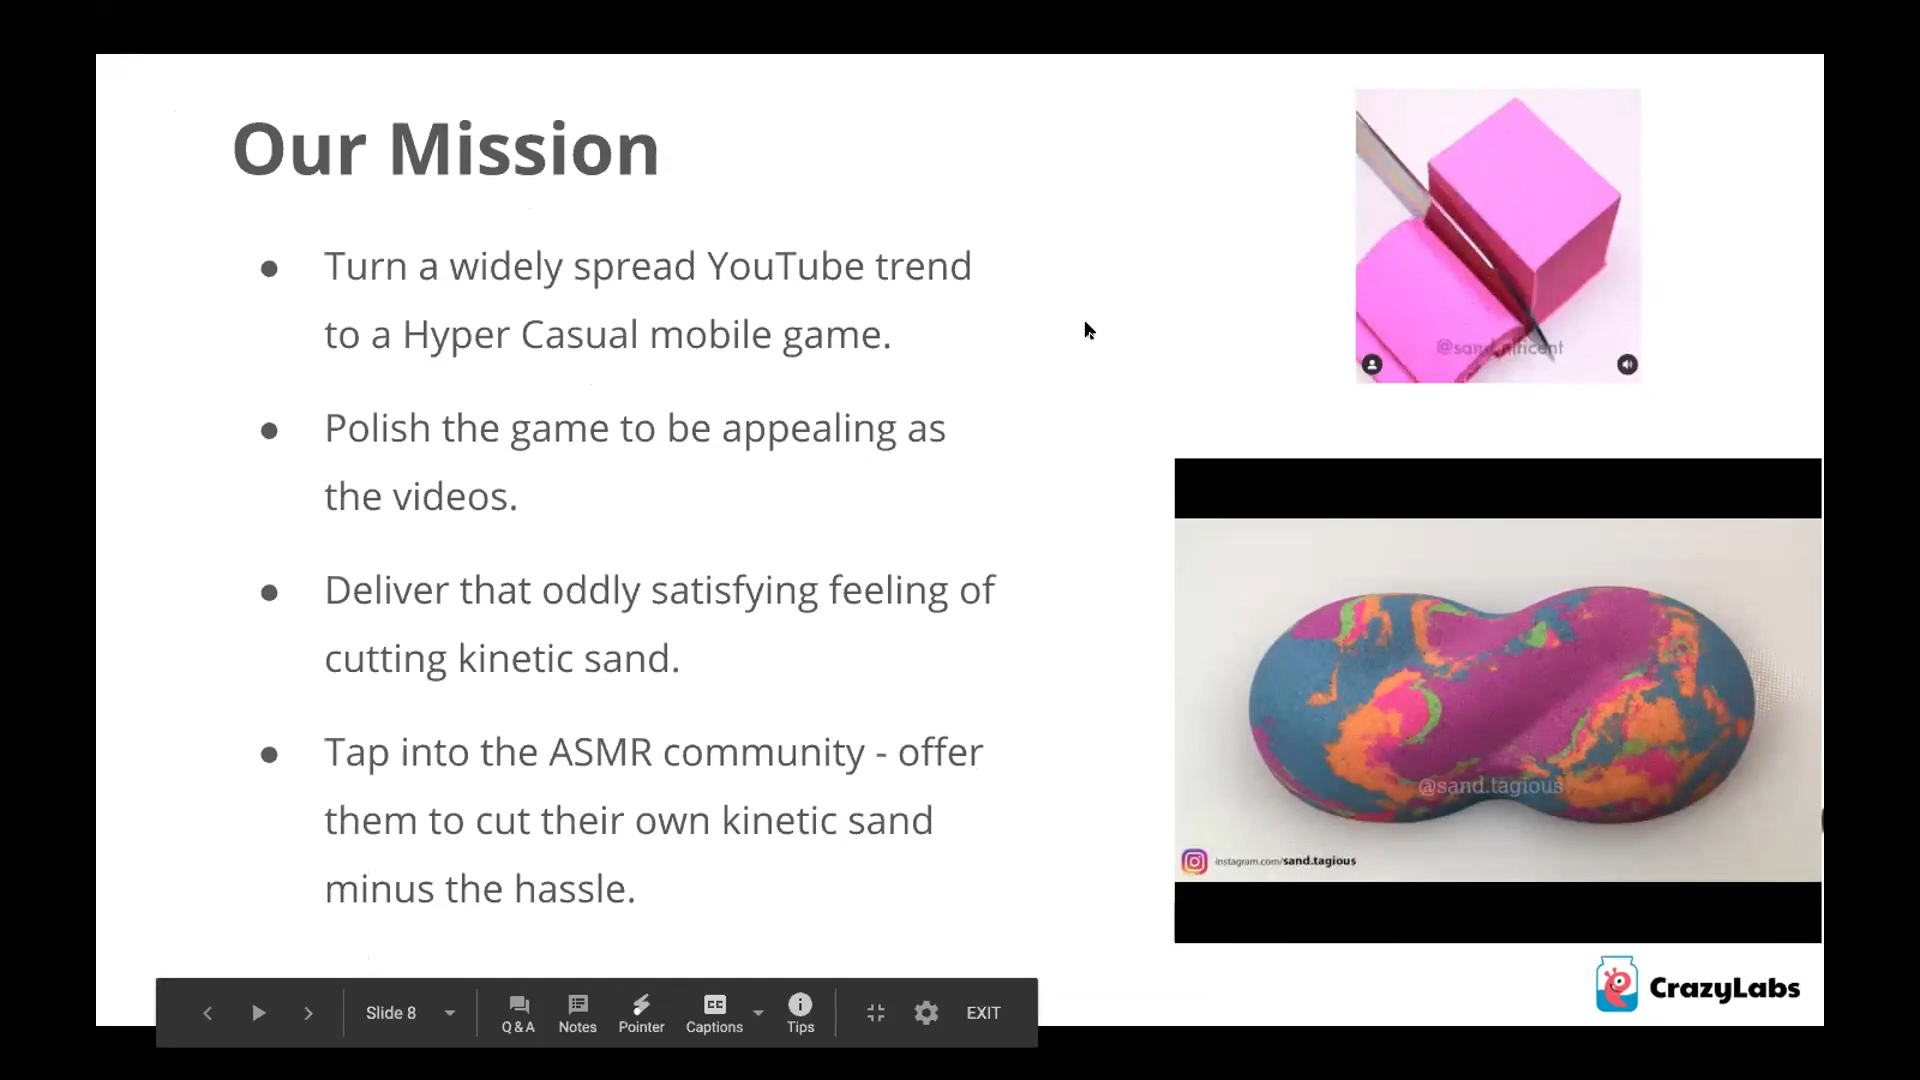 Our Mission
● Turn a widely spread YouTube trend
to a Hyper Casual mobile game.
● Polish the game to be appealing as
the videos.
● Deliver that oddly satisfying feeling of
cutting kinetic sand.
● Tap into the ASMR community - offer
them to cut their own kinetic sand
minus the hassle.
@sand.tagious
instagram.com/sand.tagious
CrazyLabs
Slide 8
CC
Q&A Notes Pointer Captions Tips
EXIT